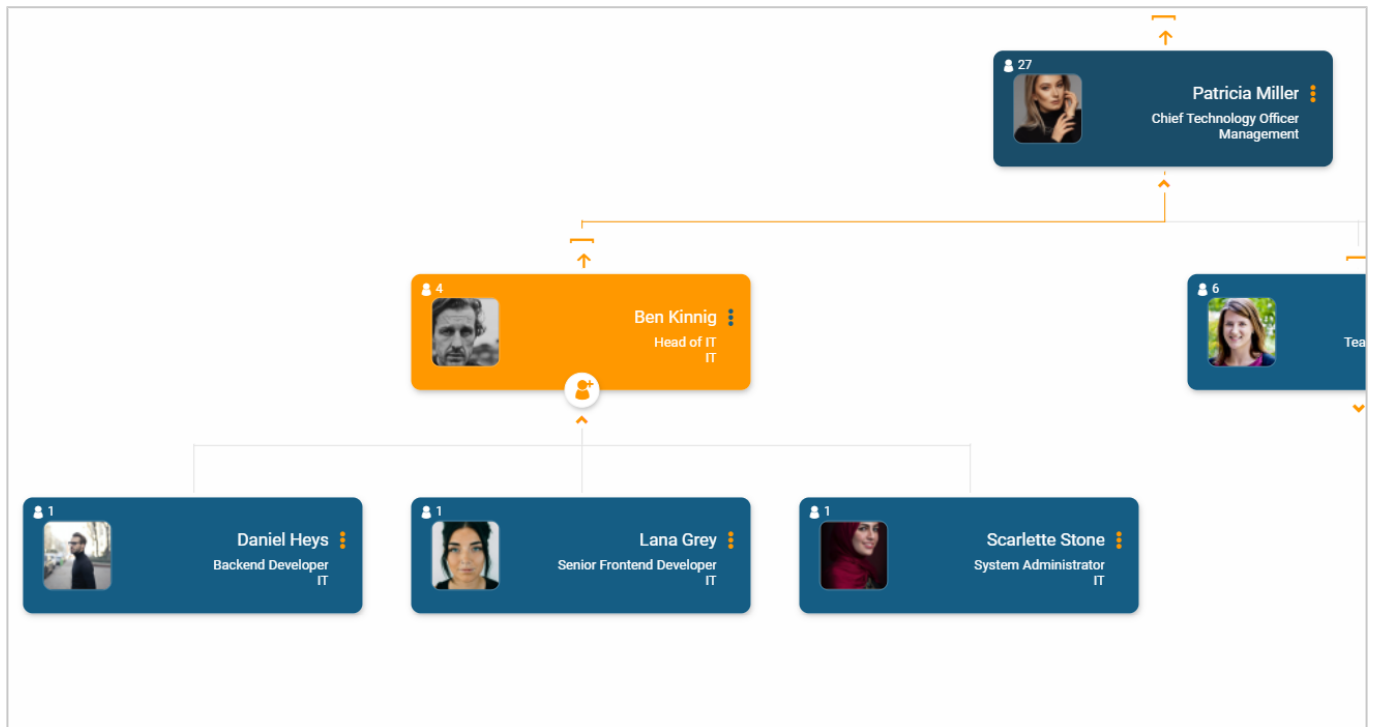 27
Patricia Miller
Chief Technology Officer
Management
4
Ben Kinnig
Head of IT
IT
6
Tea
1
Daniel Heys
Backend Developer
IT
1
Lana Grey
Senior Frontend Developer
IT
1
Scarlette Stone
System Administrator
IT